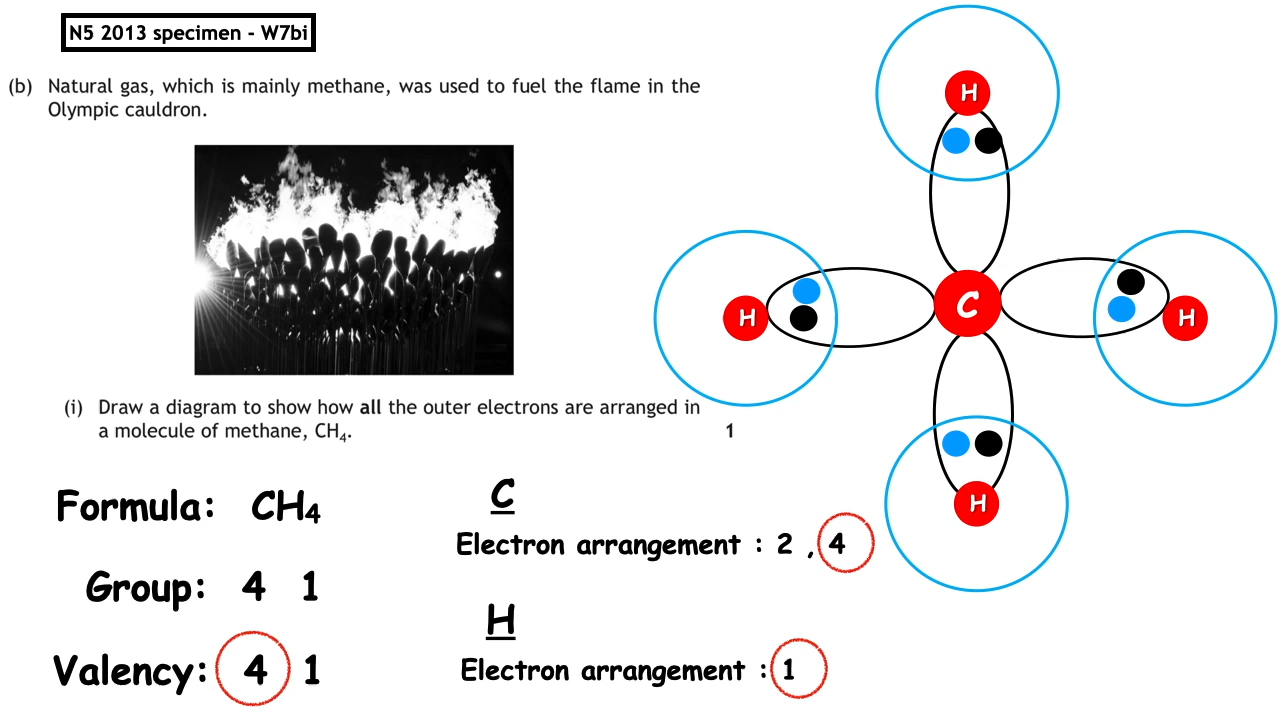 N5 2013 specimen - W7bi
(b) Natural gas, which is mainly methane, was used to fuel the flame in the
Olympic cauldron.
(i) Draw a diagram to show how all the outer electrons are arranged in
a molecule of methane, CH₄. 1
Formula: CH₄
Group: 4 1
Valency: 4 1
C
Electron arrangement : 2 , 4
H
Electron arrangement : 1
H
H
C
H
H